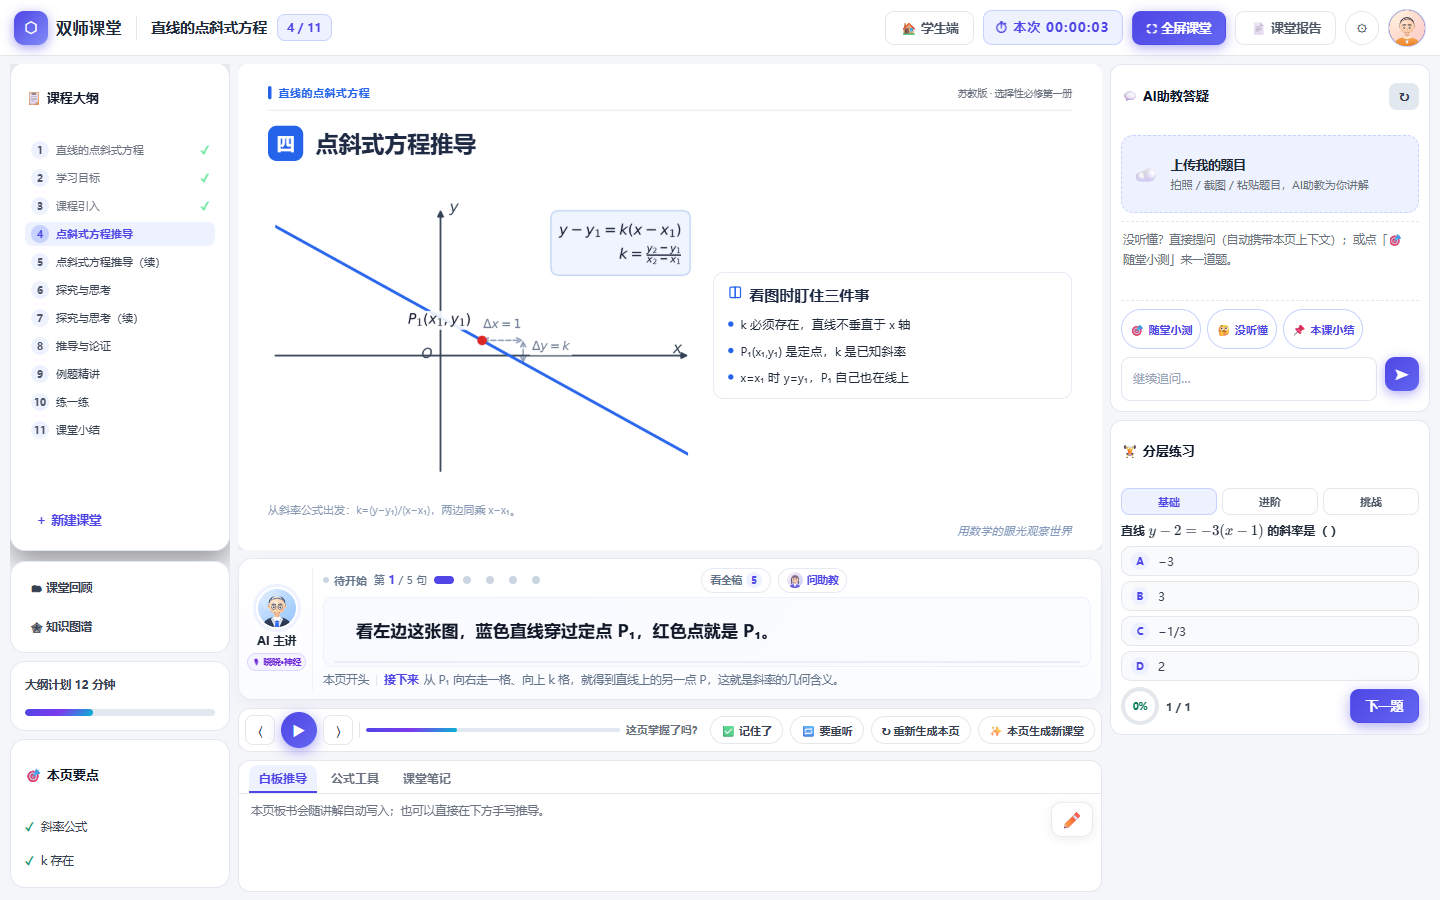 双师课堂
直线的点斜式方程
4 / 11
学生端
本次 00:00:03
全屏课堂
课堂报告
课程大纲
1 直线的点斜式方程 ✓
2 学习目标 ✓
3 课程引入 ✓
4 点斜式方程推导
5 点斜式方程推导（续）
6 探究与思考
7 探究与思考（续）
8 推导与论证
9 例题精讲
10 练一练
11 课堂小结
+ 新建课堂
课堂回顾
知识图谱
大纲计划 12 分钟
本页要点
✓ 斜率公式
✓ k 存在
直线的点斜式方程
苏教版 · 选择性必修第一册
四 点斜式方程推导
y
y − y₁ = k(x − x₁)
k = (y₂ − y₁)/(x₂ − x₁)
P₁(x₁, y₁)
Δx = 1
Δy = k
O
x
看图时盯住三件事
k 必须存在，直线不垂直于 x 轴
P₁(x₁,y₁) 是定点，k 是已知斜率
x=x₁ 时 y=y₁，P₁ 自己也在线上
从斜率公式出发：k=(y−y₁)/(x−x₁)，两边同乘 x−x₁。
用数学的眼光观察世界
AI 主讲
晓晓·神经
待开始 第 1 / 5 句
看全稿 5
问助教
看左边这张图，蓝色直线穿过定点 P₁，红色点就是 P₁。
本页开头 接下来 从 P₁ 向右走一格、向上 k 格，就得到直线上的另一点 P，这就是斜率的几何含义。
这页掌握了吗?
记住了
要重听
↻ 重新生成本页
本页生成新课堂
白板推导
公式工具
课堂笔记
本页板书会随讲解自动写入；也可以直接在下方手写推导。
AI助教答疑
上传我的题目
拍照 / 截图 / 粘贴题目，AI助教为你讲解
没听懂？直接提问（自动携带本页上下文）；或点「🎯
随堂小测」来一道题。
随堂小测
没听懂
本课小结
继续追问...
分层练习
基础
进阶
挑战
直线 y − 2 = −3(x − 1) 的斜率是（ ）
A −3
B 3
C −1/3
D 2
0%
1 / 1
下一题